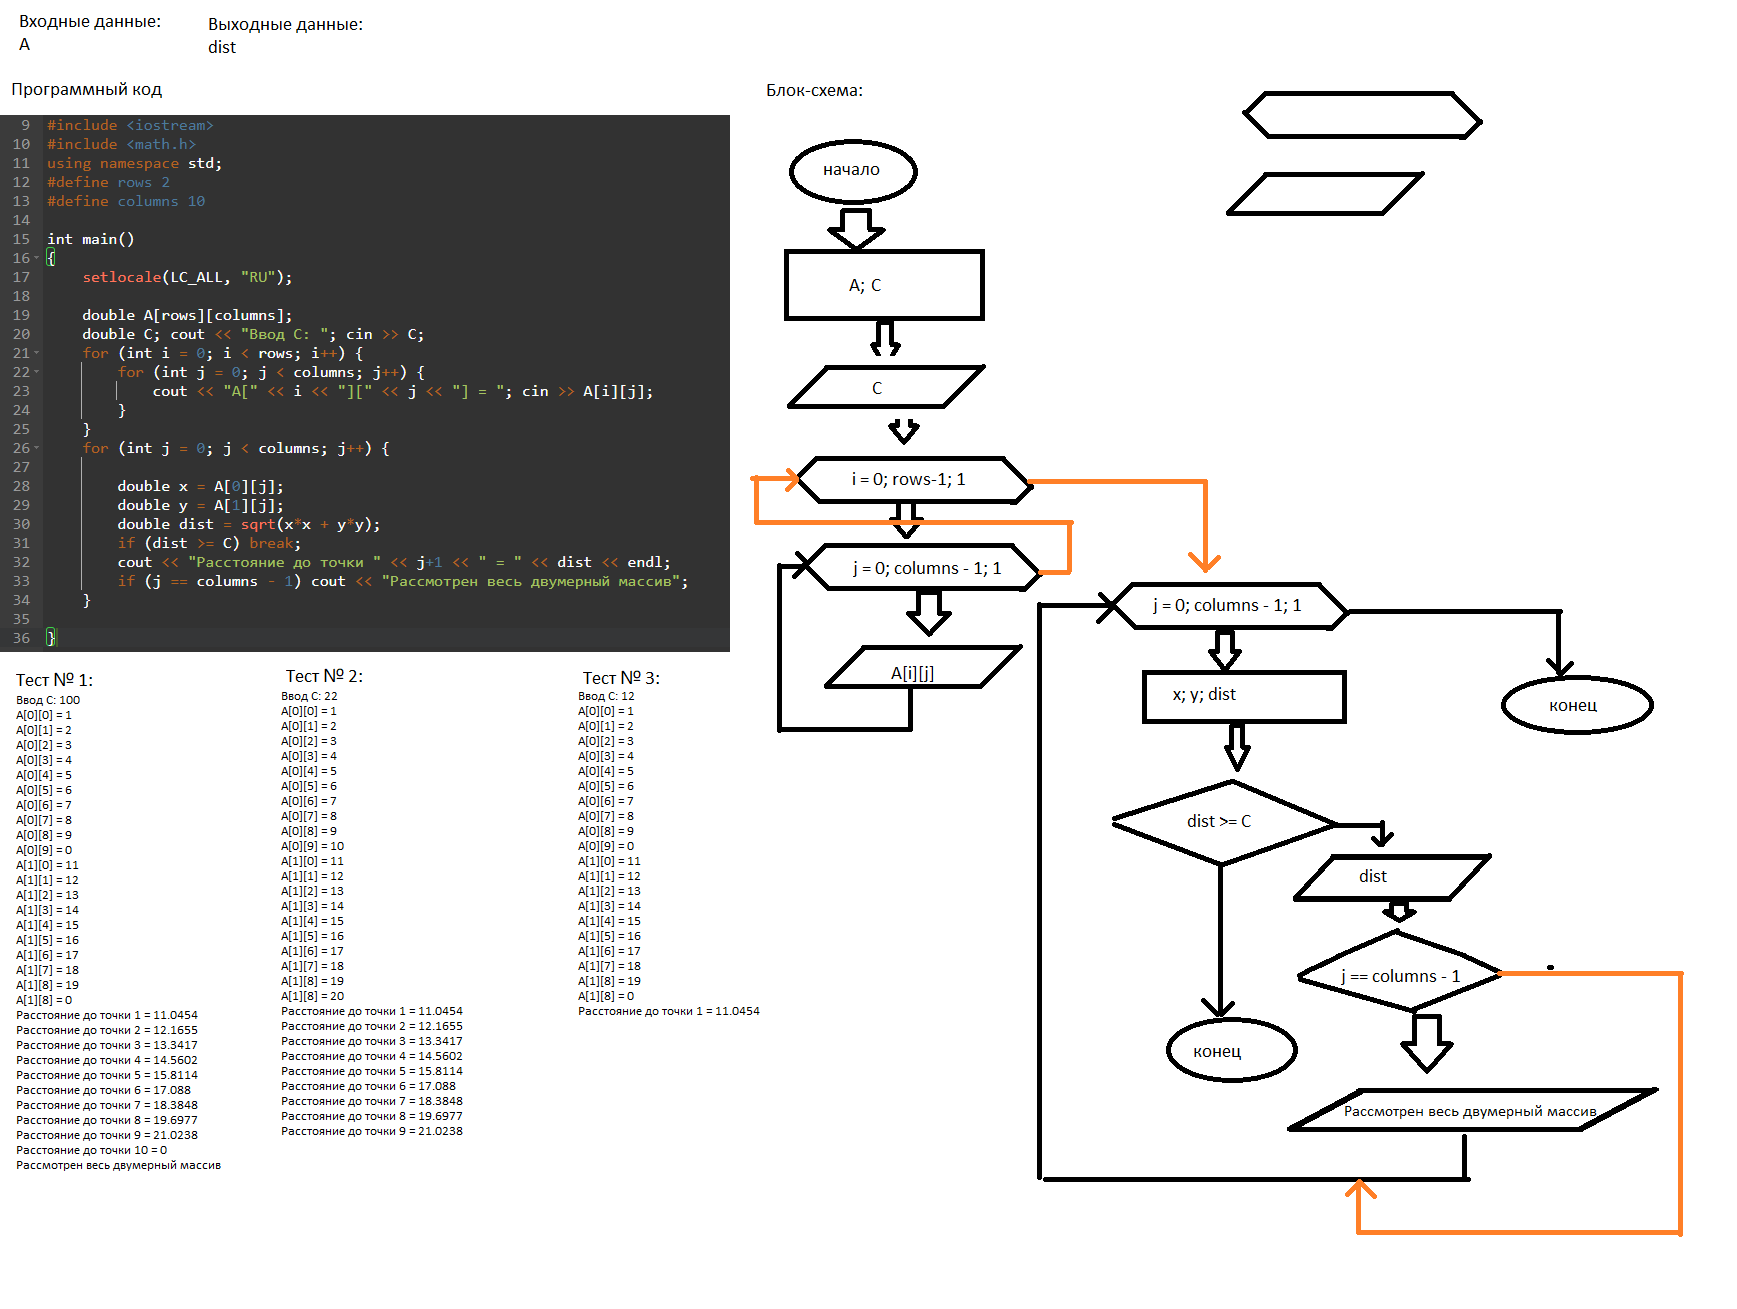 Входные данные:
A
Выходные данные:
dist
Программный код
9 #include <iostream>
10 #include <math.h>
11 using namespace std;
12 #define rows 2
13 #define columns 10
14
15 int main()
16 {
17 setlocale(LC_ALL, "RU");
18
19 double A[rows][columns];
20 double C; cout << "Ввод C: "; cin >> C;
21 for (int i = 0; i < rows; i++) {
22 for (int j = 0; j < columns; j++) {
23 cout << "A[" << i << "][" << j << "] = "; cin >> A[i][j];
24 }
25 }
26 for (int j = 0; j < columns; j++) {
27
28 double x = A[0][j];
29 double y = A[1][j];
30 double dist = sqrt(x*x + y*y);
31 if (dist >= C) break;
32 cout << "Расстояние до точки " << j+1 << " = " << dist << endl;
33 if (j == columns - 1) cout << "Рассмотрен весь двумерный массив";
34 }
35
36 }
Тест № 1:
Ввод C: 100
A[0][0] = 1
A[0][1] = 2
A[0][2] = 3
A[0][3] = 4
A[0][4] = 5
A[0][5] = 6
A[0][6] = 7
A[0][7] = 8
A[0][8] = 9
A[0][9] = 0
A[1][0] = 11
A[1][1] = 12
A[1][2] = 13
A[1][3] = 14
A[1][4] = 15
A[1][5] = 16
A[1][6] = 17
A[1][7] = 18
A[1][8] = 19
A[1][8] = 0
Расстояние до точки 1 = 11.0454
Расстояние до точки 2 = 12.1655
Расстояние до точки 3 = 13.3417
Расстояние до точки 4 = 14.5602
Расстояние до точки 5 = 15.8114
Расстояние до точки 6 = 17.088
Расстояние до точки 7 = 18.3848
Расстояние до точки 8 = 19.6977
Расстояние до точки 9 = 21.0238
Расстояние до точки 10 = 0
Рассмотрен весь двумерный массив
Тест № 2:
Ввод C: 22
A[0][0] = 1
A[0][1] = 2
A[0][2] = 3
A[0][3] = 4
A[0][4] = 5
A[0][5] = 6
A[0][6] = 7
A[0][7] = 8
A[0][8] = 9
A[0][9] = 10
A[1][0] = 11
A[1][1] = 12
A[1][2] = 13
A[1][3] = 14
A[1][4] = 15
A[1][5] = 16
A[1][6] = 17
A[1][7] = 18
A[1][8] = 19
A[1][8] = 20
Расстояние до точки 1 = 11.0454
Расстояние до точки 2 = 12.1655
Расстояние до точки 3 = 13.3417
Расстояние до точки 4 = 14.5602
Расстояние до точки 5 = 15.8114
Расстояние до точки 6 = 17.088
Расстояние до точки 7 = 18.3848
Расстояние до точки 8 = 19.6977
Расстояние до точки 9 = 21.0238
Тест № 3:
Ввод C: 12
A[0][0] = 1
A[0][1] = 2
A[0][2] = 3
A[0][3] = 4
A[0][4] = 5
A[0][5] = 6
A[0][6] = 7
A[0][7] = 8
A[0][8] = 9
A[0][9] = 0
A[1][0] = 11
A[1][1] = 12
A[1][2] = 13
A[1][3] = 14
A[1][4] = 15
A[1][5] = 16
A[1][6] = 17
A[1][7] = 18
A[1][8] = 19
A[1][8] = 0
Расстояние до точки 1 = 11.0454
Блок-схема:
начало
A; C
C
i = 0; rows-1; 1
j = 0; columns - 1; 1
A[i][j]
j = 0; columns - 1; 1
x; y; dist
конец
dist >= C
dist
j == columns - 1
конец
Рассмотрен весь двумерный массив